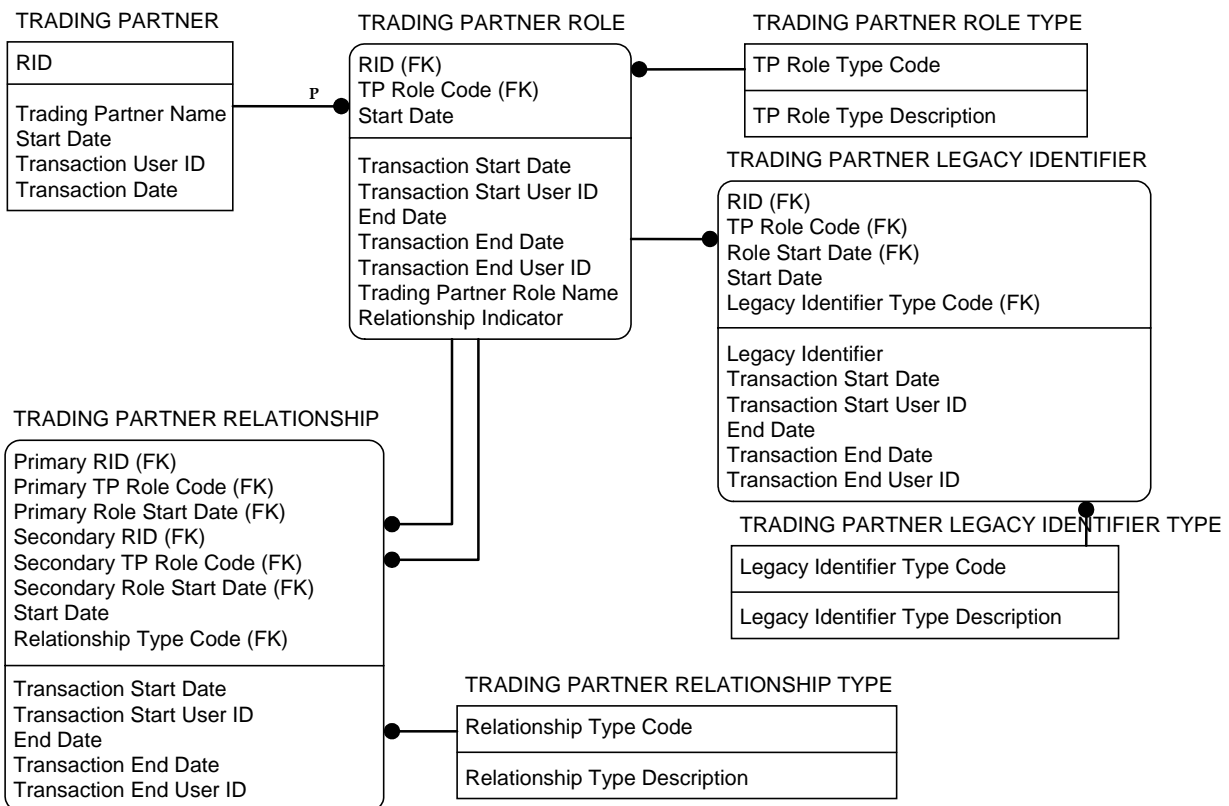 TRADING PARTNER
RID
Trading Partner Name
Start Date
Transaction User ID
Transaction Date
P
TRADING PARTNER ROLE
RID (FK)
TP Role Code (FK)
Start Date
Transaction Start Date
Transaction Start User ID
End Date
Transaction End Date
Transaction End User ID
Trading Partner Role Name
Relationship Indicator
TRADING PARTNER ROLE TYPE
TP Role Type Code
TP Role Type Description
TRADING PARTNER LEGACY IDENTIFIER
RID (FK)
TP Role Code (FK)
Role Start Date (FK)
Start Date
Legacy Identifier Type Code (FK)
Legacy Identifier
Transaction Start Date
Transaction Start User ID
End Date
Transaction End Date
Transaction End User ID
TRADING PARTNER LEGACY IDENTIFIER TYPE
Legacy Identifier Type Code
Legacy Identifier Type Description
TRADING PARTNER RELATIONSHIP
Primary RID (FK)
Primary TP Role Code (FK)
Primary Role Start Date (FK)
Secondary RID (FK)
Secondary TP Role Code (FK)
Secondary Role Start Date (FK)
Start Date
Relationship Type Code (FK)
Transaction Start Date
Transaction Start User ID
End Date
Transaction End Date
Transaction End User ID
TRADING PARTNER RELATIONSHIP TYPE
Relationship Type Code
Relationship Type Description